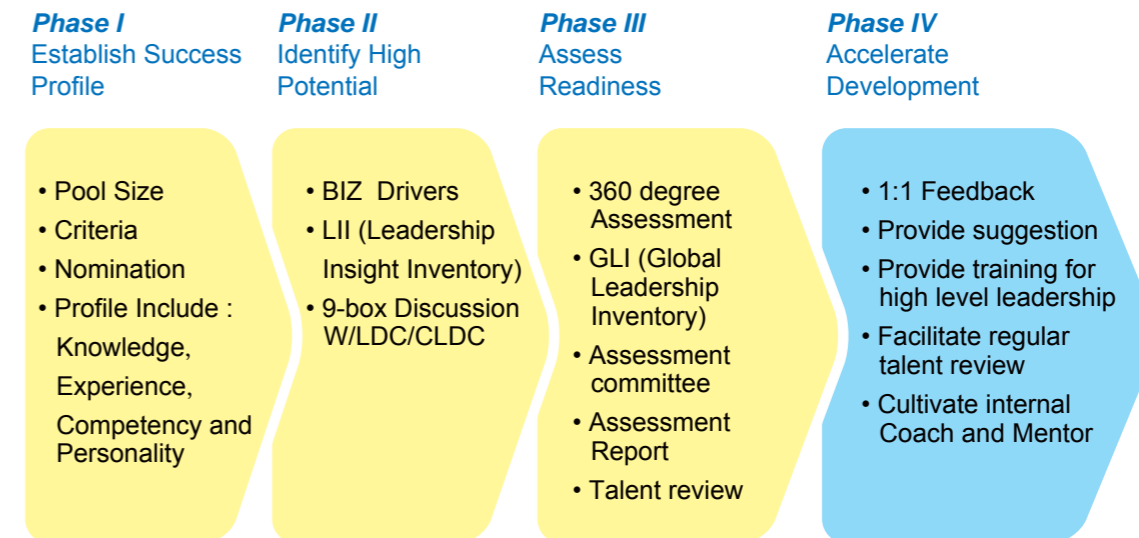 Phase I
Establish Success
Profile
Phase II
Identify High
Potential
Phase III
Assess
Readiness
Phase IV
Accelerate
Development
• Pool Size
• Criteria
• Nomination
• Profile Include :
Knowledge,
Experience,
Competency and
Personality
• BIZ Drivers
• LII (Leadership
Insight Inventory)
• 9-box Discussion
W/LDC/CLDC
• 360 degree
Assessment
• GLI (Global
Leadership
Inventory)
• Assessment
committee
• Assessment
Report
• Talent review
• 1:1 Feedback
• Provide suggestion
• Provide training for
high level leadership
• Facilitate regular
talent review
• Cultivate internal
Coach and Mentor